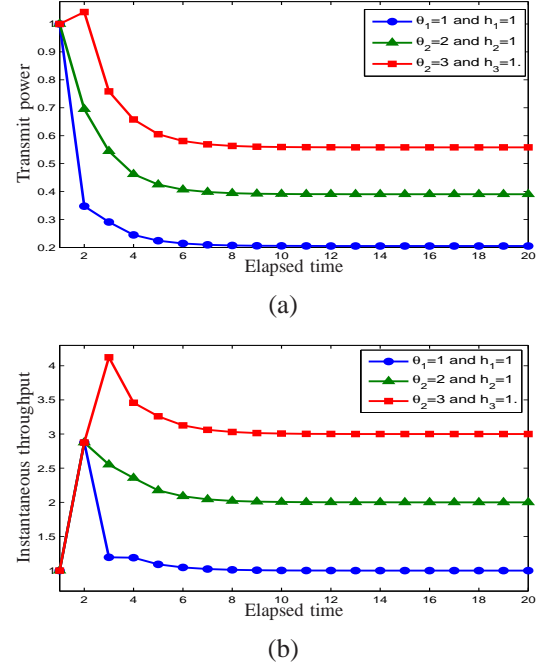 θ1=1 and h1=1
θ2=2 and h2=1
θ2=3 and h3=1.
Transmit power
1
0.9
0.8
0.7
0.6
0.5
0.4
0.3
0.2
2 4 6 8 10 12 14 16 18 20
Elapsed time
(a)
θ1=1 and h1=1
θ2=2 and h2=1
θ2=3 and h3=1.
Instantaneous throughput
4
3.5
3
2.5
2
1.5
1
2 4 6 8 10 12 14 16 18 20
Elapsed time
(b)